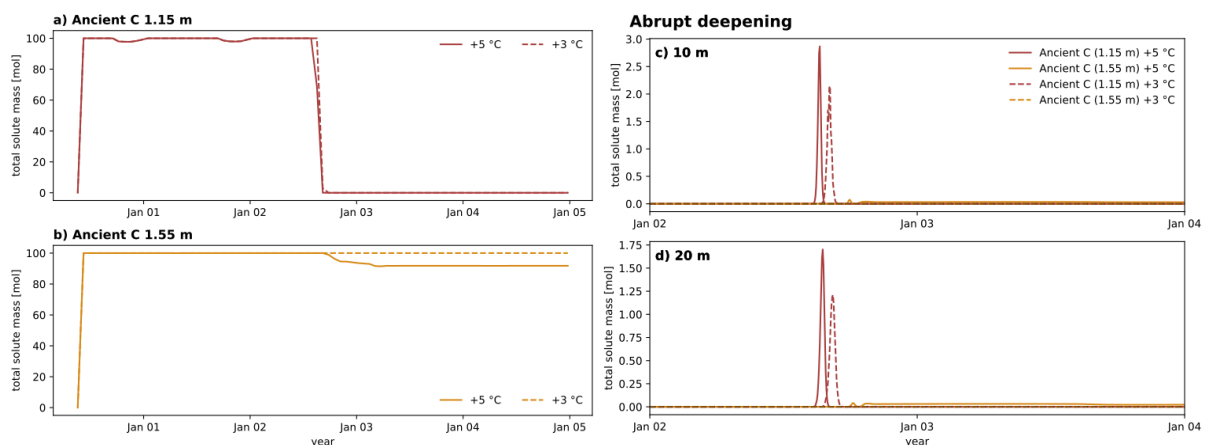 a) Ancient C 1.15 m
total solute mass [mol]
100
80
60
40
20
0
+5 °C
+3 °C
Jan 01
Jan 02
Jan 03
Jan 04
Jan 05
b) Ancient C 1.55 m
total solute mass [mol]
100
80
60
40
20
0
+5 °C
+3 °C
Jan 01
Jan 02
Jan 03
Jan 04
Jan 05
year
Abrupt deepening
c) 10 m
total solute mass [mol]
3.0
2.5
2.0
1.5
1.0
0.5
0.0
Ancient C (1.15 m) +5 °C
Ancient C (1.55 m) +5 °C
Ancient C (1.15 m) +3 °C
Ancient C (1.55 m) +3 °C
Jan 02
Jan 03
Jan 04
d) 20 m
total solute mass [mol]
1.75
1.50
1.25
1.00
0.75
0.50
0.25
0.00
Jan 02
Jan 03
Jan 04
year